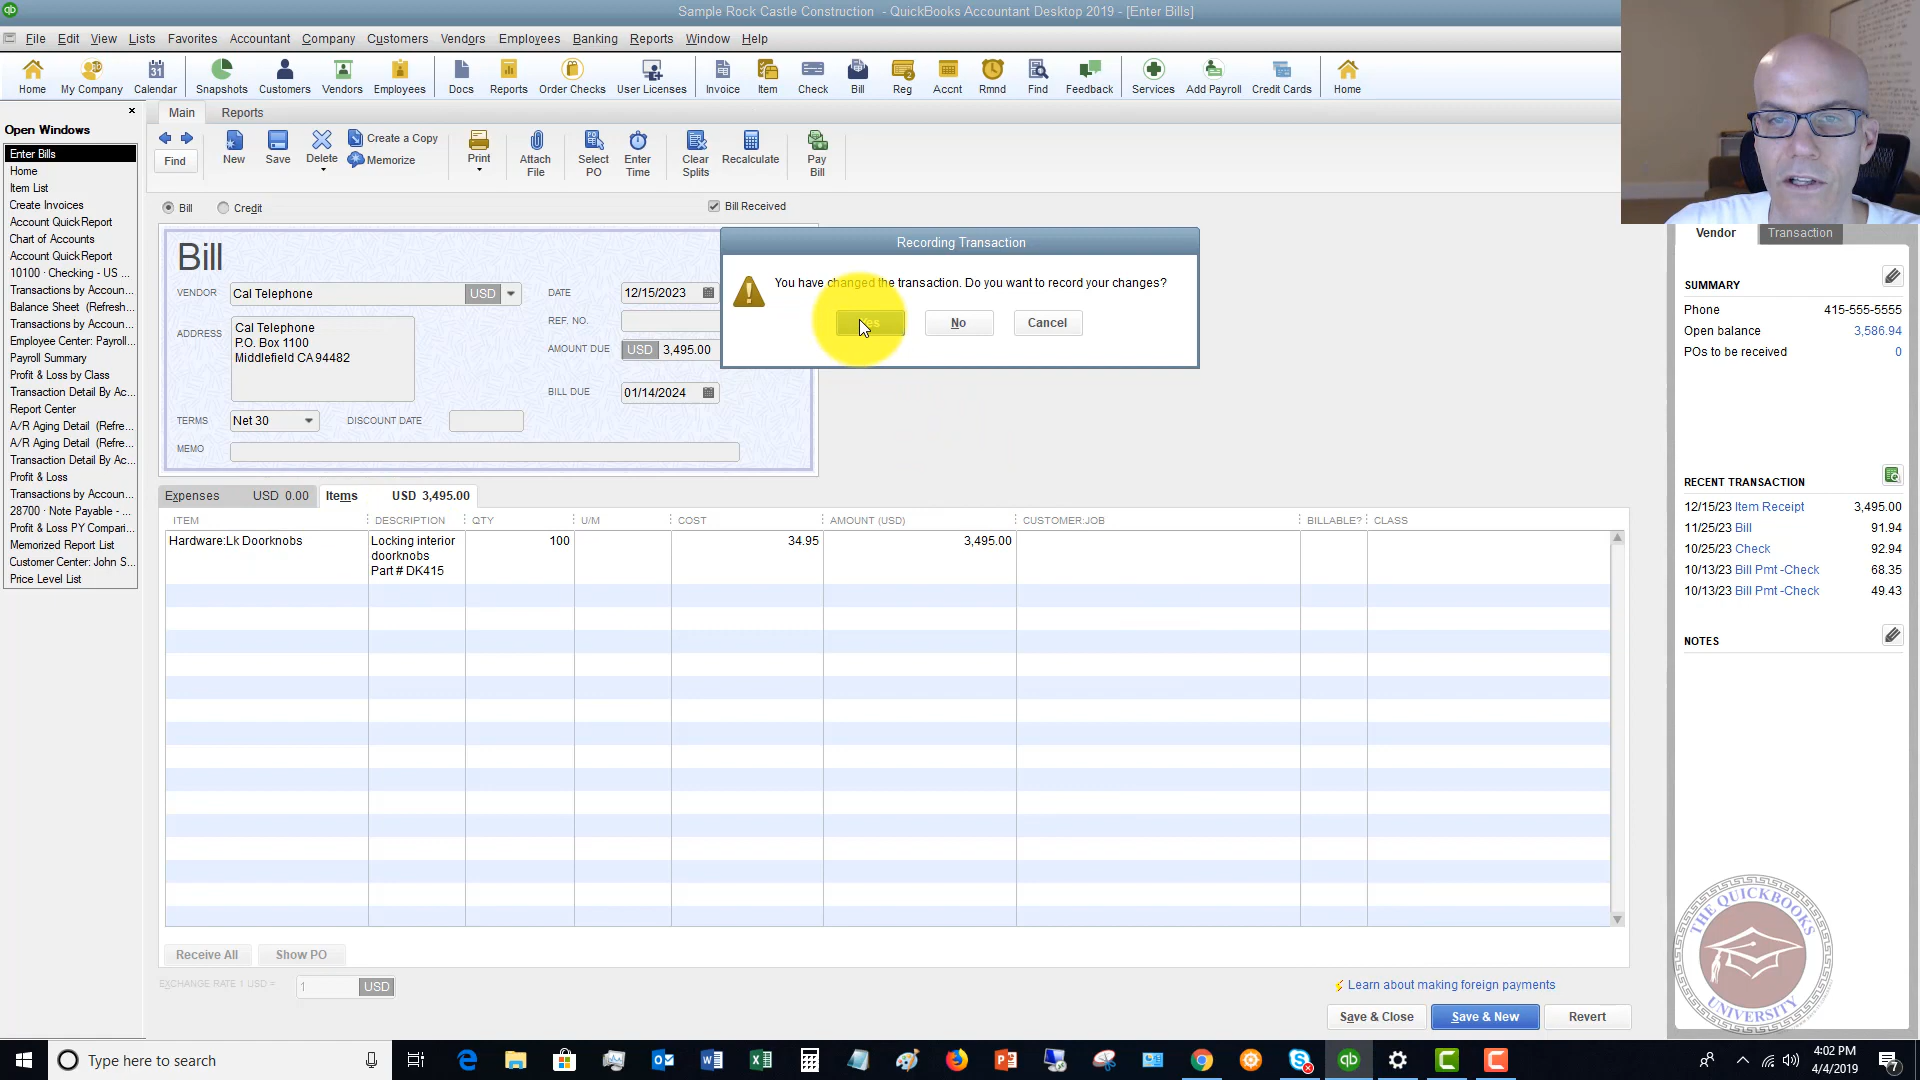 Sample Rock Castle Construction - QuickBooks Accountant Desktop 2019 - [Enter Bills]
File Edit View Lists Favorites Accountant Company Customers Vendors Employees Banking Reports Window Help
Home My Company Calendar Snapshots Customers Vendors Employees Docs Reports Order Checks User Licenses Invoice Item Check Bill Reg Accnt Rmnd Find Feedback Services Add Payroll Credit Cards Home
Open Windows
Enter Bills
Home
Item List
Create Invoices
Account QuickReport
Chart of Accounts
Account QuickReport
10100 · Checking - US ...
Transactions by Accoun...
Balance Sheet (Refresh...
Transactions by Accoun...
Employee Center: Payroll...
Payroll Summary
Profit & Loss by Class
Transaction Detail By Ac...
Report Center
A/R Aging Detail (Refre...
A/R Aging Detail (Refre...
Transaction Detail By Ac...
Profit & Loss
Transactions by Accoun...
28700 · Note Payable - ...
Profit & Loss PY Compari...
Memorized Report List
Customer Center: John S...
Price Level List
Main Reports
Find New Save Delete Create a Copy Memorize Print Attach File Select PO Enter Time Clear Splits Recalculate Pay Bill
Bill Credit Bill Received
Bill
VENDOR Cal Telephone USD
DATE 12/15/2023
REF. NO.
ADDRESS Cal Telephone
P.O. Box 1100
Middlefield CA 94482
AMOUNT DUE USD 3,495.00
BILL DUE 01/14/2024
TERMS Net 30 DISCOUNT DATE
MEMO
Recording Transaction
You have changed the transaction. Do you want to record your changes?
No Cancel
Expenses USD 0.00 Items USD 3,495.00
ITEM DESCRIPTION QTY U/M COST AMOUNT (USD) CUSTOMER:JOB BILLABLE? CLASS
Hardware:Lk Doorknobs Locking interior 100 34.95 3,495.00
doorknobs
Part # DK415
Receive All Show PO
EXCHANGE RATE 1 USD = 1 USD
Learn about making foreign payments
Save & Close Save & New Revert
Vendor Transaction
SUMMARY
Phone 415-555-5555
Open balance 3,586.94
POs to be received 0
RECENT TRANSACTION
12/15/23 Item Receipt 3,495.00
11/25/23 Bill 91.94
10/25/23 Check 92.94
10/13/23 Bill Pmt -Check 68.35
10/13/23 Bill Pmt -Check 49.43
NOTES
THE QUICKBOOKS
UNIVERSITY
Type here to search
4:02 PM
4/4/2019
7